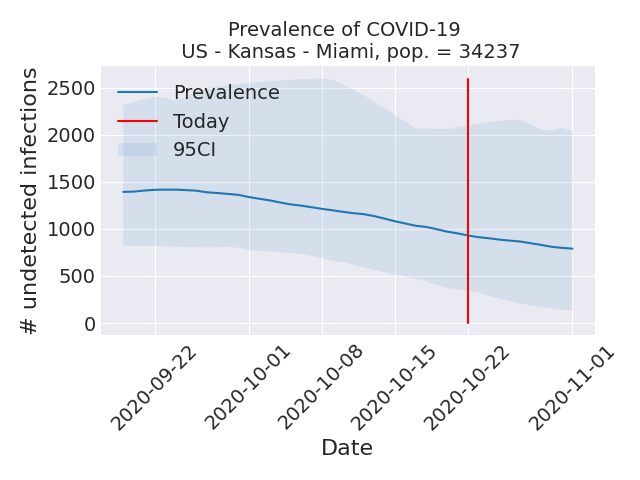 Prevalence of COVID-19
US - Kansas - Miami, pop. = 34237
# undetected infections
2500
2000
1500
1000
500
0
Prevalence
Today
95CI
2020-09-22
2020-10-01
2020-10-08
2020-10-15
2020-10-22
2020-11-01
Date